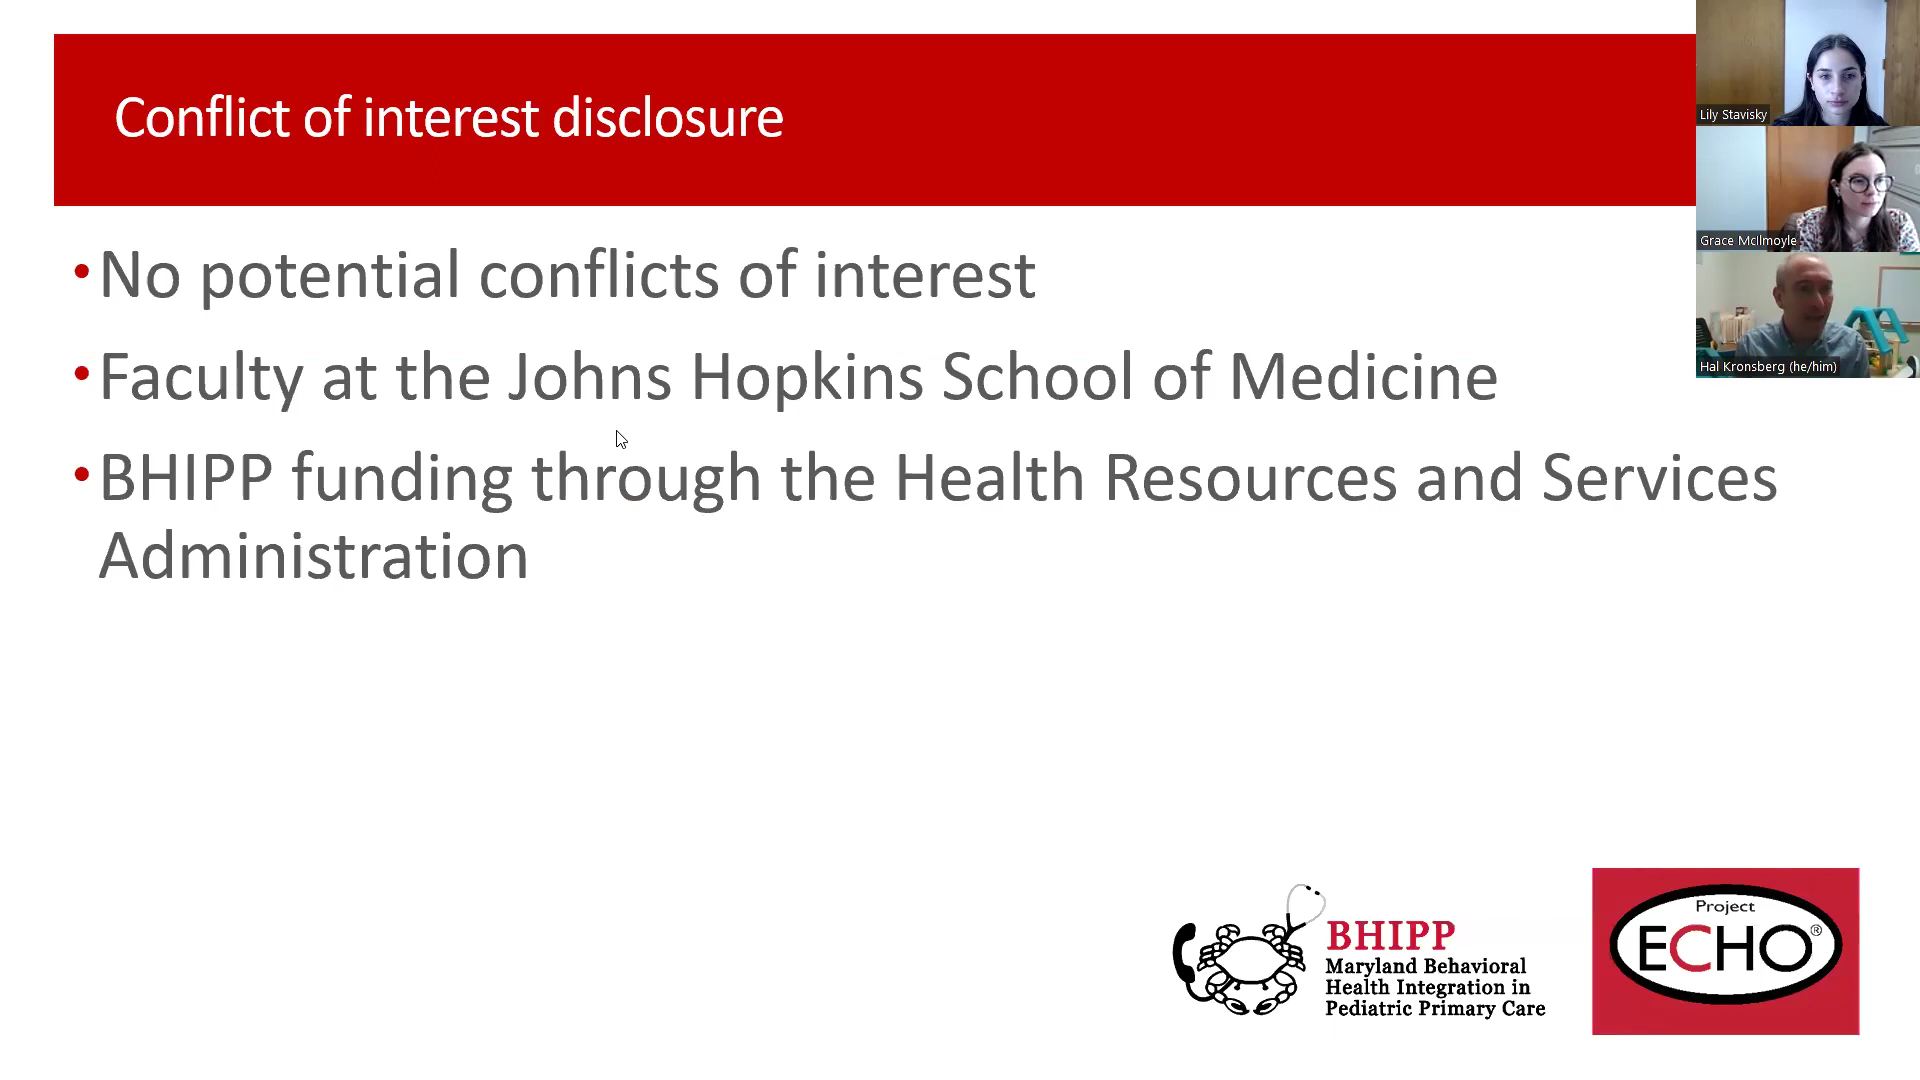 Conflict of interest disclosure
• No potential conflicts of interest
• Faculty at the Johns Hopkins School of Medicine
• BHIPP funding through the Health Resources and Services
Administration
Lily Stavisky
Grace McIlmoyle
Hal Kronsberg (he/him)
BHIPP
Maryland Behavioral
Health Integration in
Pediatric Primary Care
Project
ECHO®